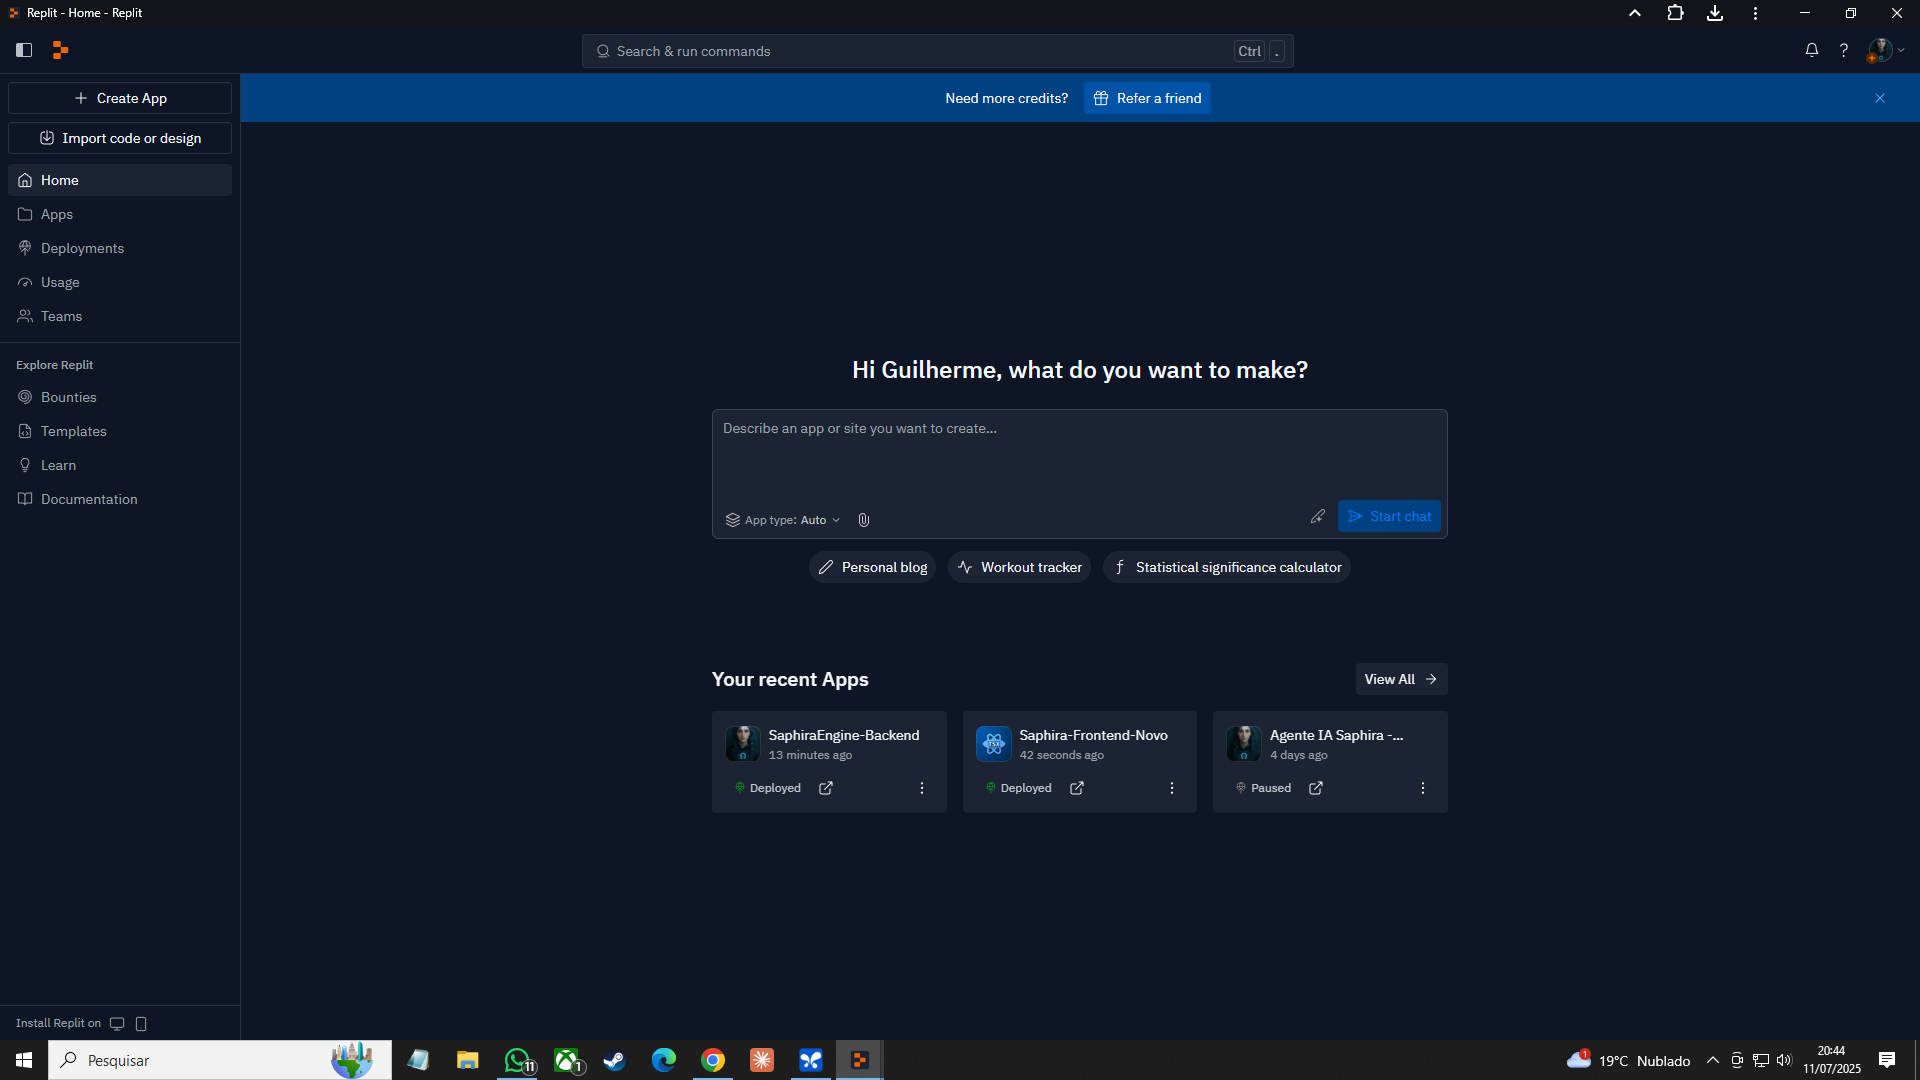 Replit - Home - Replit
Search & run commands
Ctrl .
Create App
Import code or design
Home
Apps
Deployments
Usage
Teams
Explore Replit
Bounties
Templates
Learn
Documentation
Install Replit on
Need more credits?
Refer a friend
Hi Guilherme, what do you want to make?
Describe an app or site you want to create...
App type: Auto
Start chat
Personal blog
Workout tracker
Statistical significance calculator
Your recent Apps
View All
SaphiraEngine-Backend
13 minutes ago
Deployed
Saphira-Frontend-Novo
TSX
42 seconds ago
Deployed
Agente IA Saphira -...
4 days ago
Paused
Pesquisar
11
1
1
19°C Nublado
20:44
11/07/2025